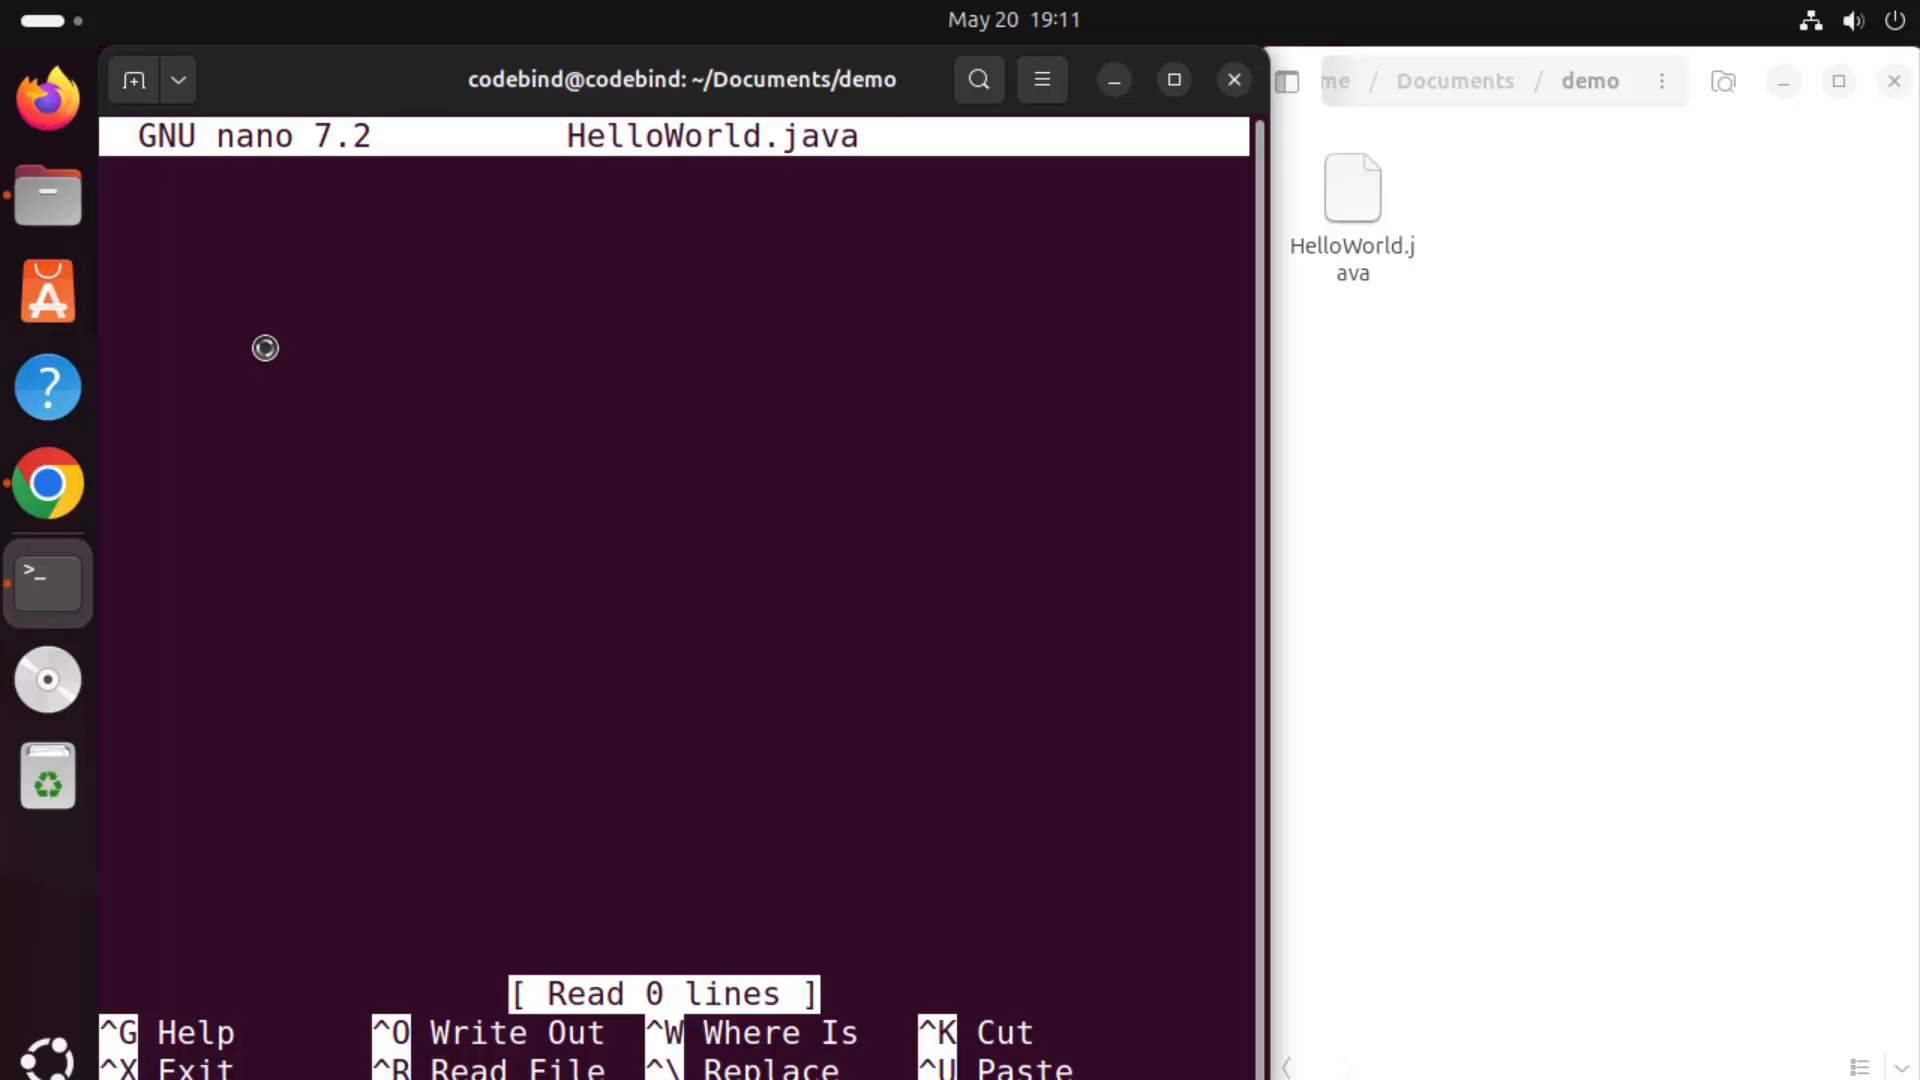 May 20 19:11
codebind@codebind: ~/Documents/demo
me / Documents / demo
GNU nano 7.2 HelloWorld.java
HelloWorld.j
ava
[ Read 0 lines ]
^G Help ^O Write Out ^W Where Is ^K Cut
^X Exit ^R Read File ^\ Replace ^U Paste